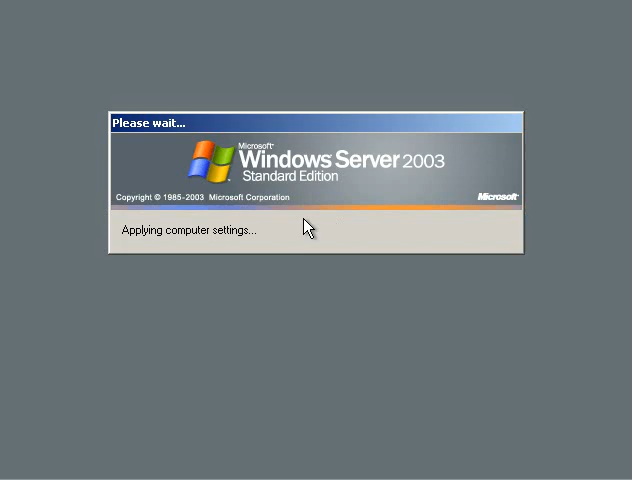 Please wait...
Microsoft®
Windows Server 2003
Standard Edition
Copyright © 1985-2003 Microsoft Corporation
Microsoft®
Applying computer settings...